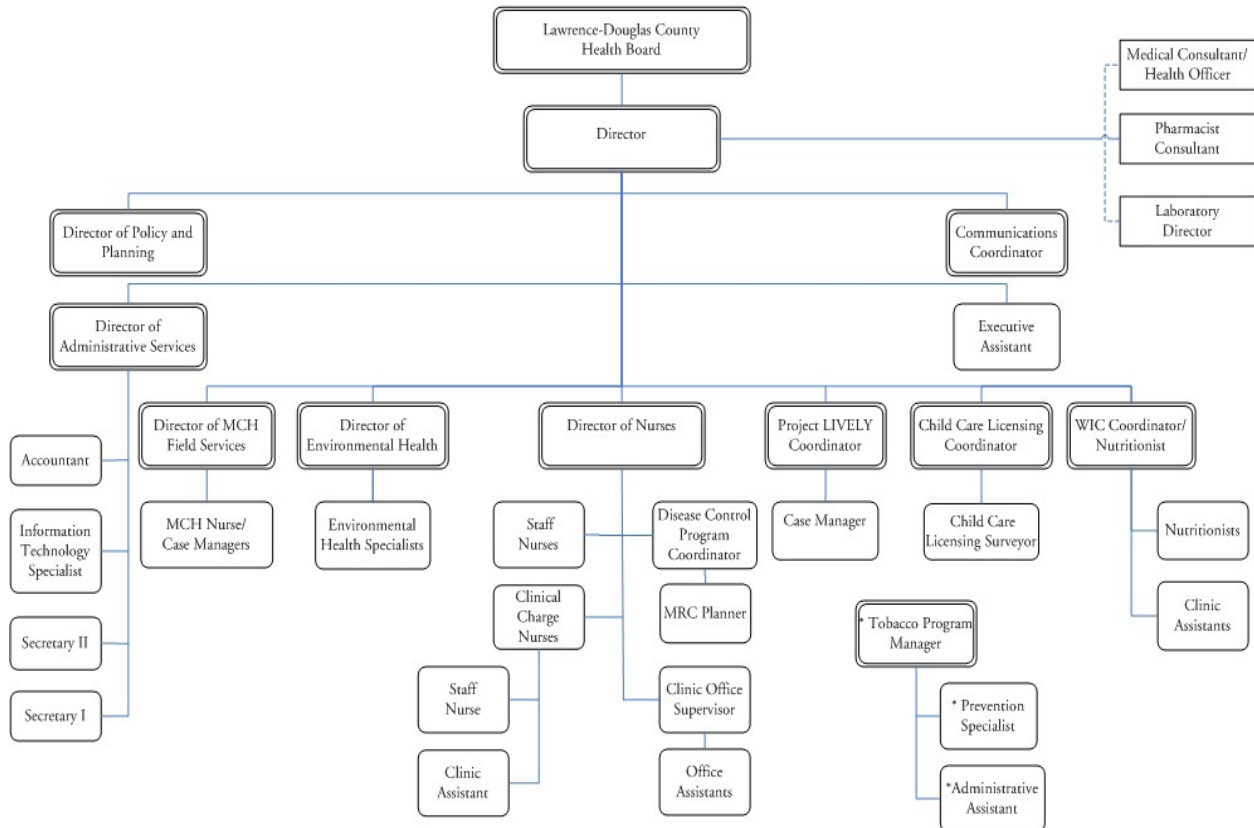 Lawrence-Douglas County
Health Board
Medical Consultant/
Health Officer
Director
Pharmacist
Consultant
Laboratory
Director
Director of Policy and
Planning
Communications
Coordinator
Director of
Administrative Services
Executive
Assistant
Director of MCH
Field Services
Director of
Environmental Health
Director of Nurses
Project LIVELY
Coordinator
Child Care Licensing
Coordinator
WIC Coordinator/
Nutritionist
Accountant
Information
Technology
Specialist
Secretary II
Secretary I
MCH Nurse/
Case Managers
Environmental
Health Specialists
Staff
Nurses
Disease Control
Program
Coordinator
Case Manager
Child Care
Licensing Surveyor
Nutritionists
Clinical
Charge
Nurses
MRC Planner
* Tobacco Program
Manager
Clinic
Assistants
Staff
Nurse
Clinic Office
Supervisor
* Prevention
Specialist
Clinic
Assistant
Office
Assistants
*Administrative
Assistant